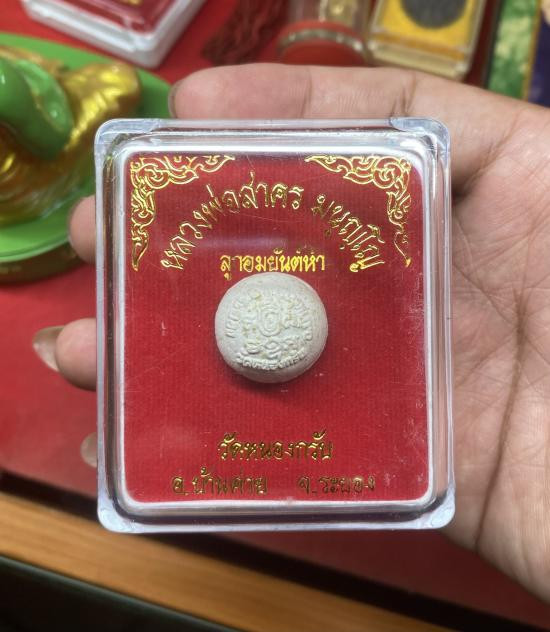 หลวงพ่อสาคร มนุญโญ
ลูกอมยันต์ห้า
วัดหนองกรับ
อ.บ้านค่าย จ.ระยอง